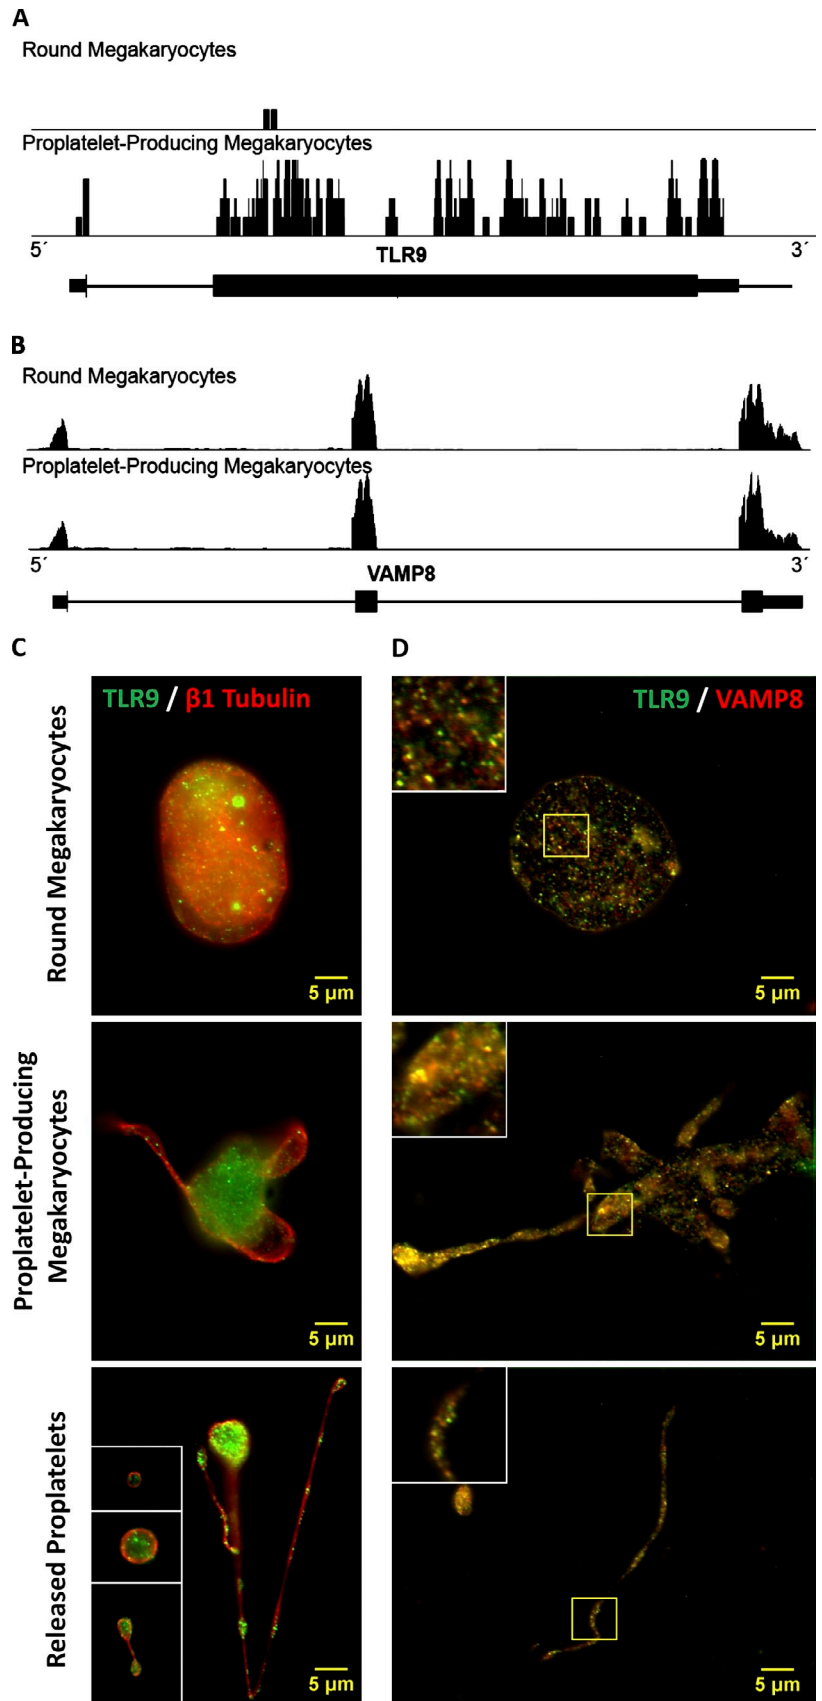 A
Round Megakaryocytes
Proplatelet-Producing Megakaryocytes
5´ 3´
TLR9
B
Round Megakaryocytes
Proplatelet-Producing Megakaryocytes
5´ 3´
VAMP8
C D
TLR9 / β1 Tubulin
TLR9 / VAMP8
Round Megakaryocytes
5 µm
5 µm
Proplatelet-Producing
Megakaryocytes
5 µm
5 µm
Released Proplatelets
5 µm
5 µm